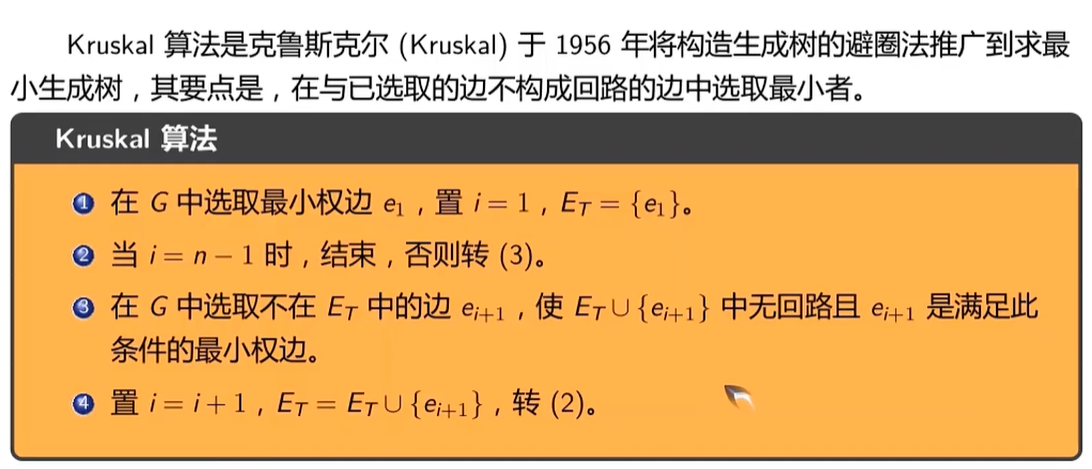 Kruskal 算法是克鲁斯克尔 (Kruskal) 于 1956 年将构造生成树的避圈法推广到求最
小生成树，其要点是，在与已选取的边不构成回路的边中选取最小者。
Kruskal 算法
1 在 G 中选取最小权边 e₁，置 i = 1，E_T = {e₁}。
2 当 i = n − 1 时，结束，否则转 (3)。
3 在 G 中选取不在 E_T 中的边 e_{i+1}，使 E_T ∪ {e_{i+1}} 中无回路且 e_{i+1} 是满足此
条件的最小权边。
4 置 i = i + 1，E_T = E_T ∪ {e_{i+1}}，转 (2)。